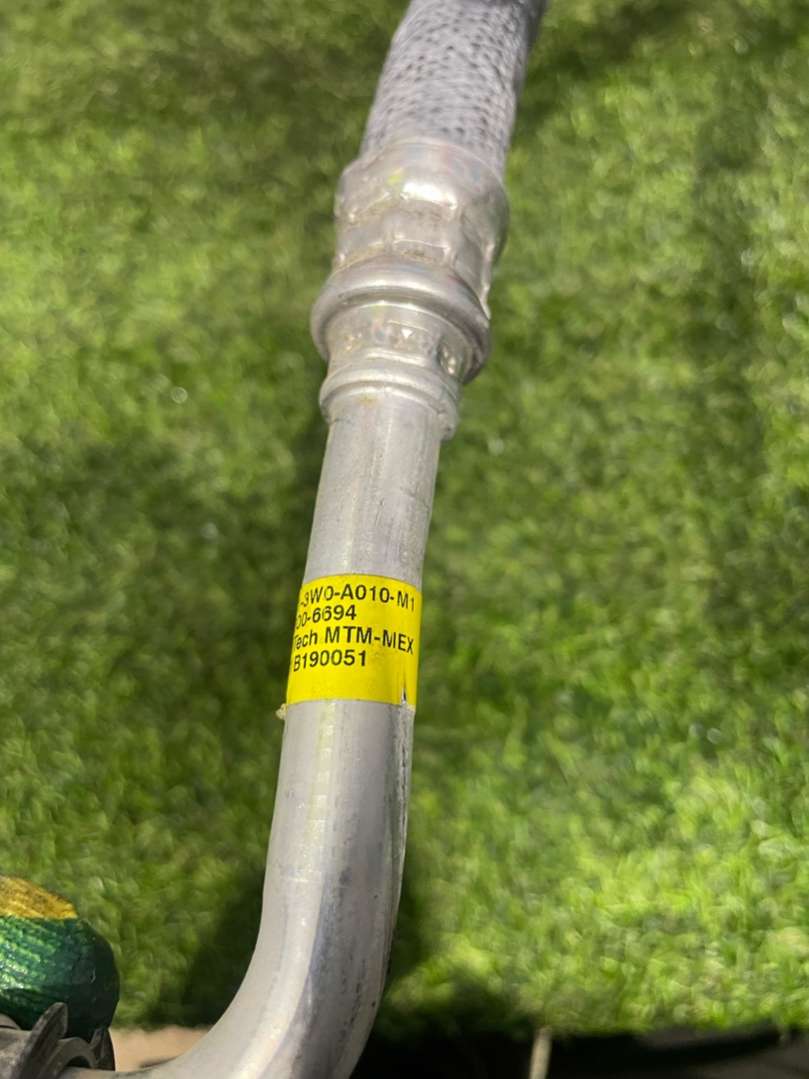 -3W0-A010-M1
00-6694
Tech MTM-MEX
B190051